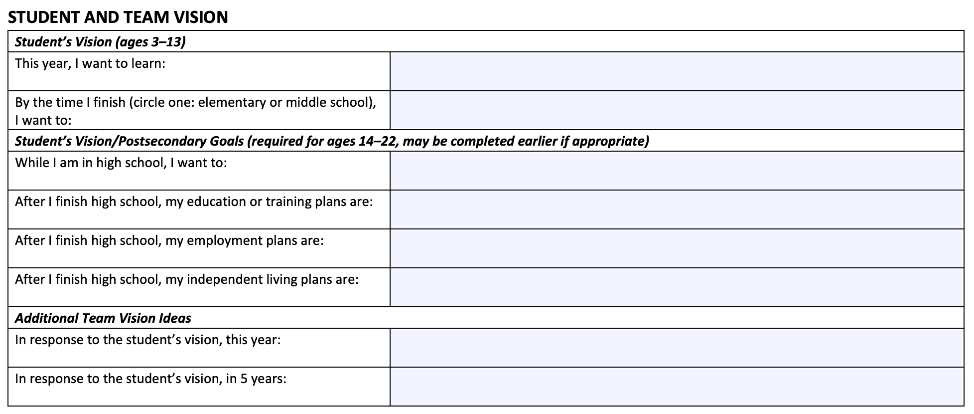 STUDENT AND TEAM VISION
Student’s Vision (ages 3–13)
This year, I want to learn:
By the time I finish (circle one: elementary or middle school),
I want to:
Student’s Vision/Postsecondary Goals (required for ages 14–22, may be completed earlier if appropriate)
While I am in high school, I want to:
After I finish high school, my education or training plans are:
After I finish high school, my employment plans are:
After I finish high school, my independent living plans are:
Additional Team Vision Ideas
In response to the student’s vision, this year:
In response to the student’s vision, in 5 years: